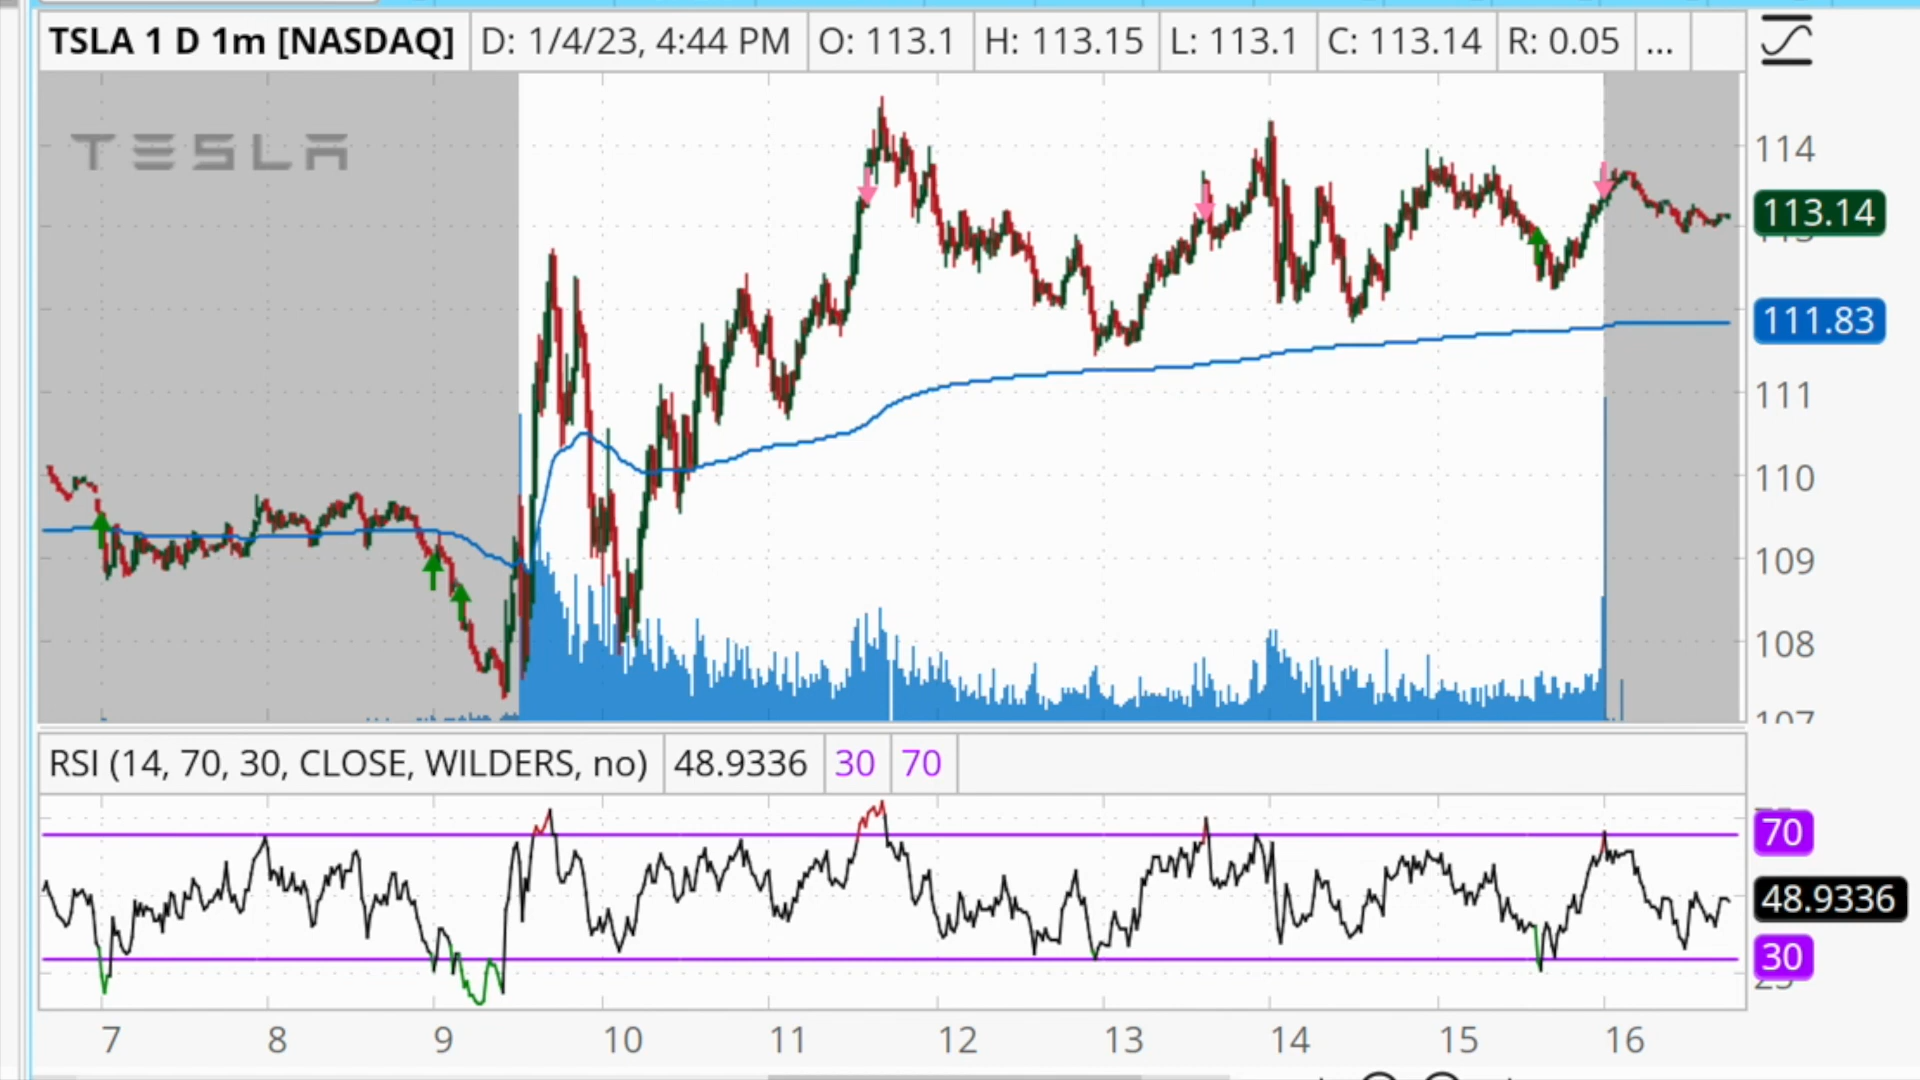 TSLA 1 D 1m [NASDAQ] D: 1/4/23, 4:44 PM O: 113.1 H: 113.15 L: 113.1 C: 113.14 R: 0.05 ...
TESLA
114
113.14
111.83
111
110
109
108
107
RSI (14, 70, 30, CLOSE, WILDERS, no) 48.9336 30 70
70
48.9336
30
7 8 9 10 11 12 13 14 15 16